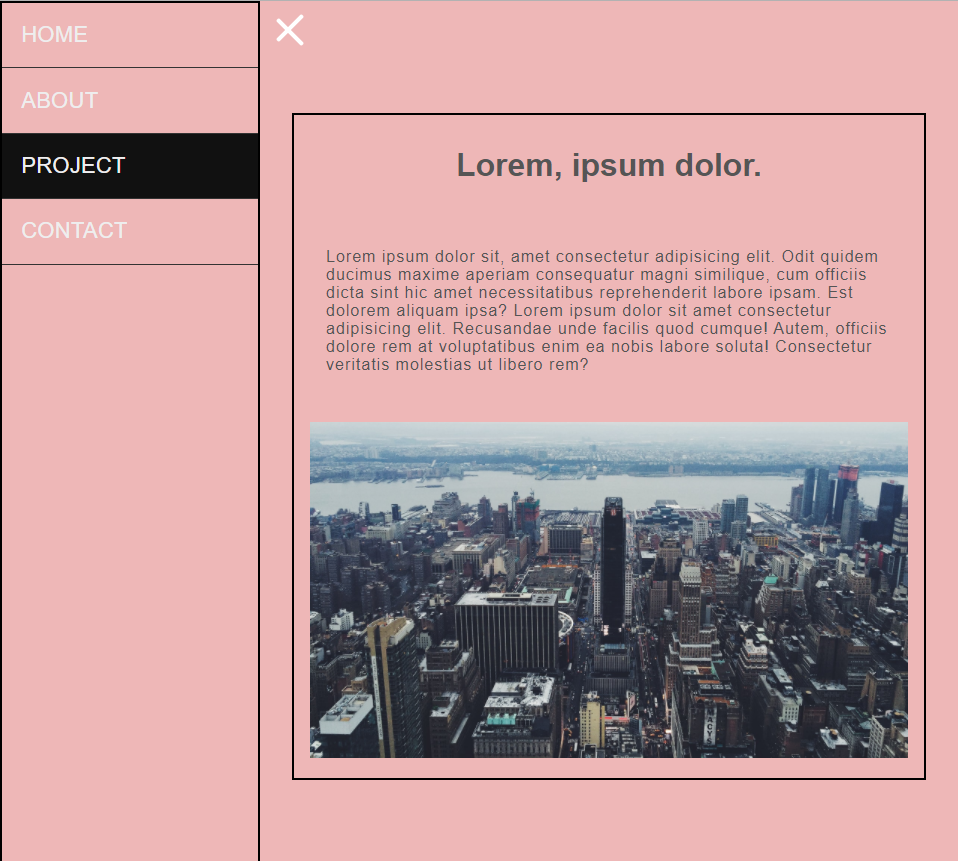 HOME
ABOUT
PROJECT
CONTACT
Lorem, ipsum dolor.
Lorem ipsum dolor sit, amet consectetur adipisicing elit. Odit quidem
ducimus maxime aperiam consequatur magni similique, cum officiis
dicta sint hic amet necessitatibus reprehenderit labore ipsam. Est
dolorem aliquam ipsa? Lorem ipsum dolor sit amet consectetur
adipisicing elit. Recusandae unde facilis quod cumque! Autem, officiis
dolore rem at voluptatibus enim ea nobis labore soluta! Consectetur
veritatis molestias ut libero rem?
MACYS